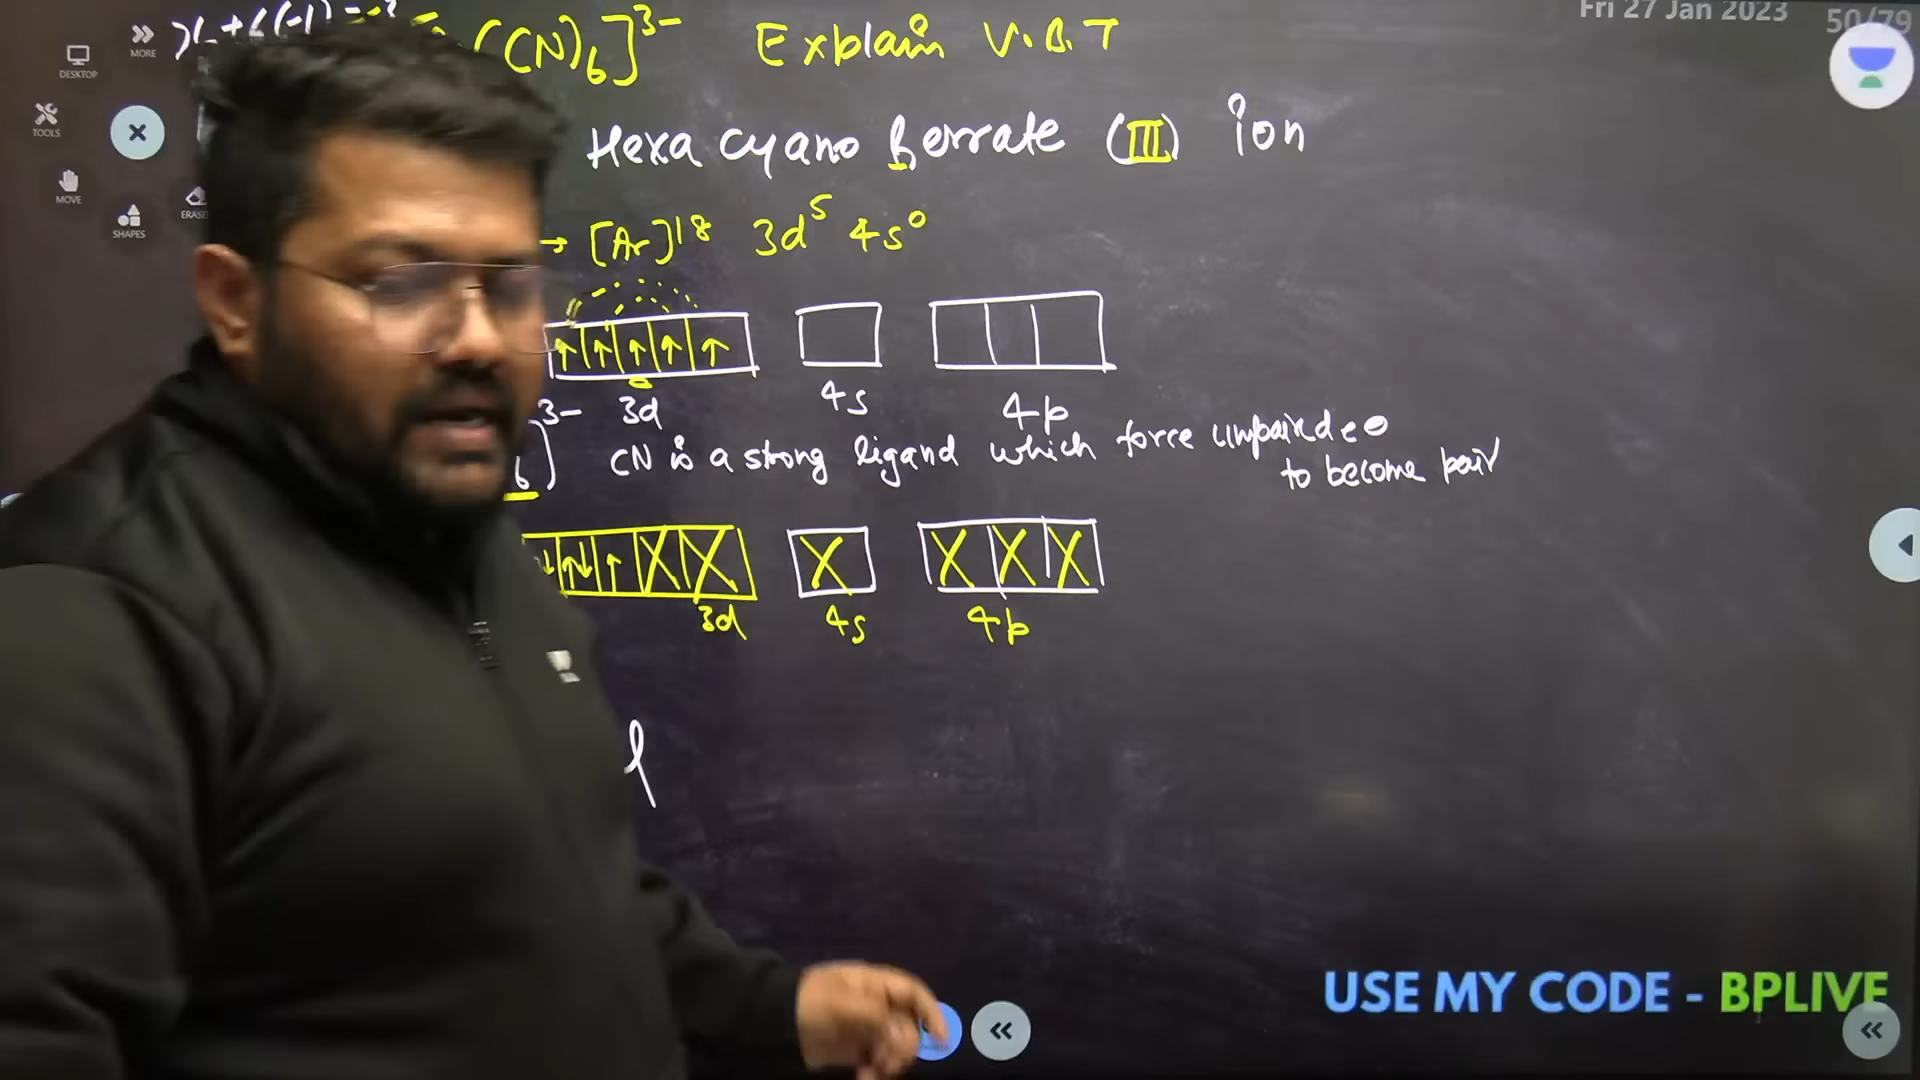 Fri 27 Jan 2023
50/79
(CN)6]3- Explain V.B.T
DESKTOP
MORE
TOOLS
MOVE
SHAPES
ERASE
Hexa cyano ferrate (III) ion
→ [Ar]18 3d5 4s0
↑ ↑ ↑ ↑ ↑
3- 3d 4s 4p
6) CN is a strong ligand which force unpaired e⊖
to become pair
↓ ↑↓ ↑ X X X X X X
3d 4s 4p
USE MY CODE - BPLIVE